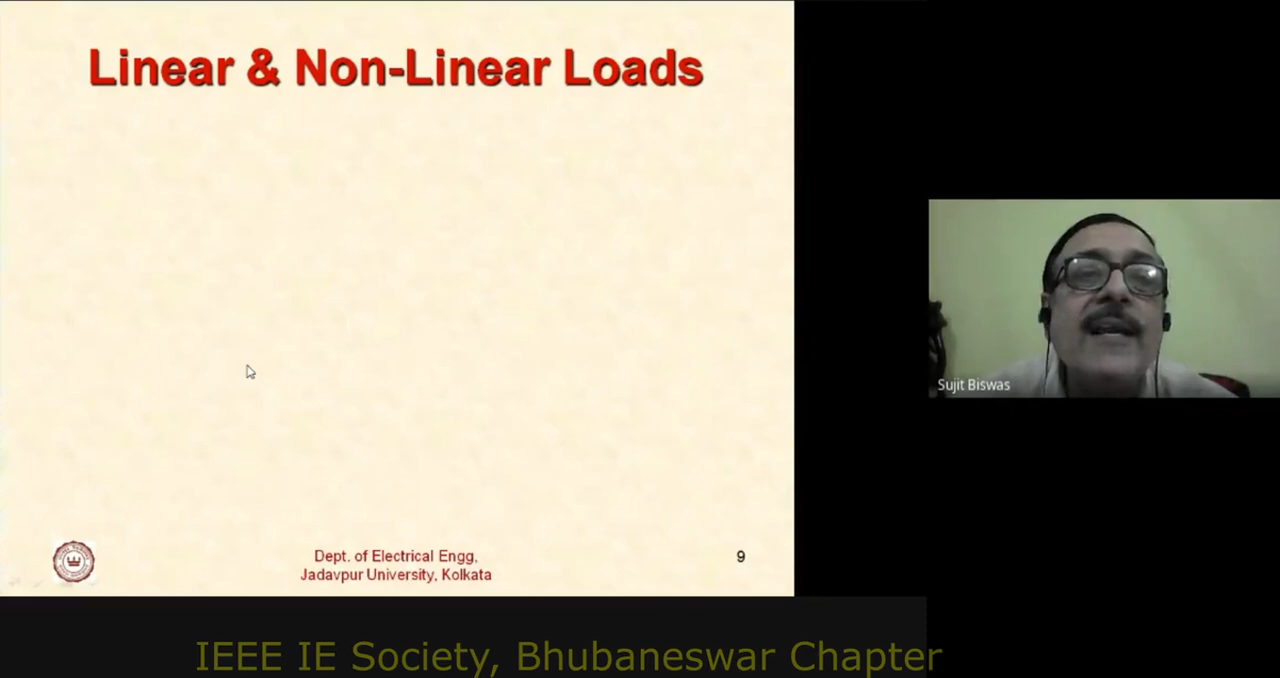 Linear & Non-Linear Loads
Sujit Biswas
Dept. of Electrical Engg,
Jadavpur University, Kolkata
9
IEEE IE Society, Bhubaneswar Chapter